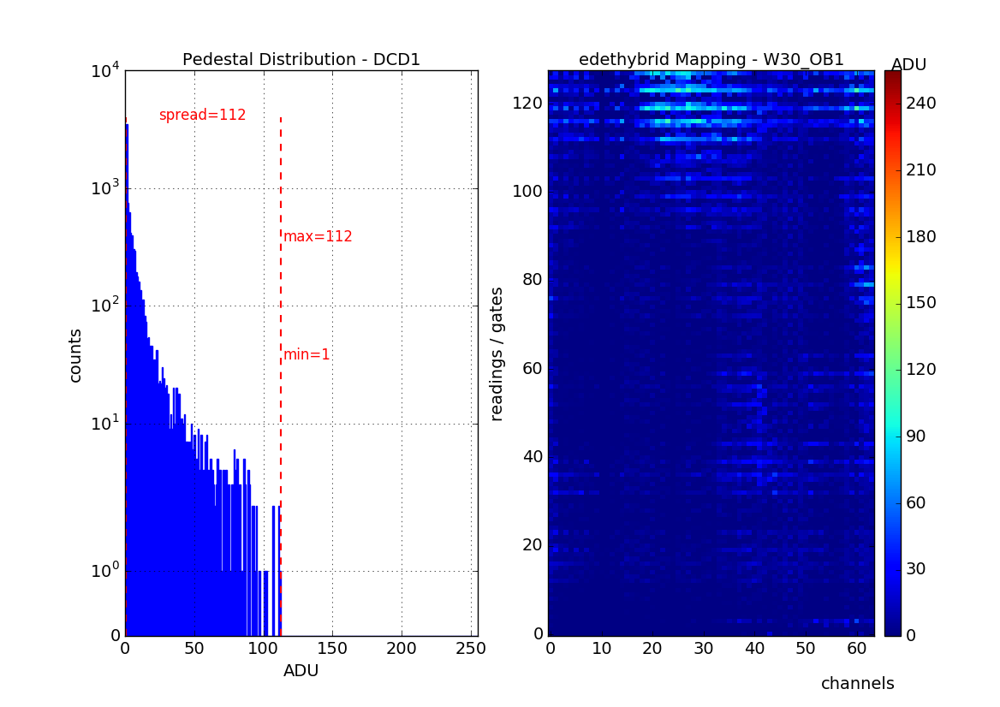 Pedestal Distribution - DCD1
10^4
10^3
10^2
10^1
10^0
0
counts
spread=112
max=112
min=1
0 50 100 150 200 250
ADU
edethybrid Mapping - W30_OB1
120
100
80
60
40
20
0
readings / gates
0 10 20 30 40 50 60
channels
ADU
240
210
180
150
120
90
60
30
0